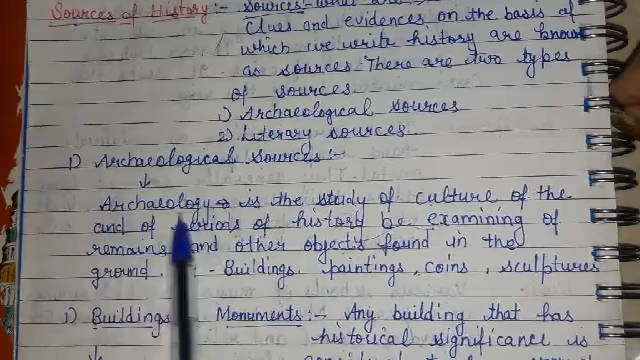 Sources of History :- Sources-
clues and evidences on the basis of
which we write history are known
as sources. There are two types
of sources.
1) Archaeological sources
2) Literary sources
1) Archaeological Sources :-
Archaeology is the study of culture of the
and of periods of history be examining of
remains and other objects found in the
ground. - Buildings, paintings, coins, sculptures
1) Buildings Monuments :- Any building that has
historical significance is